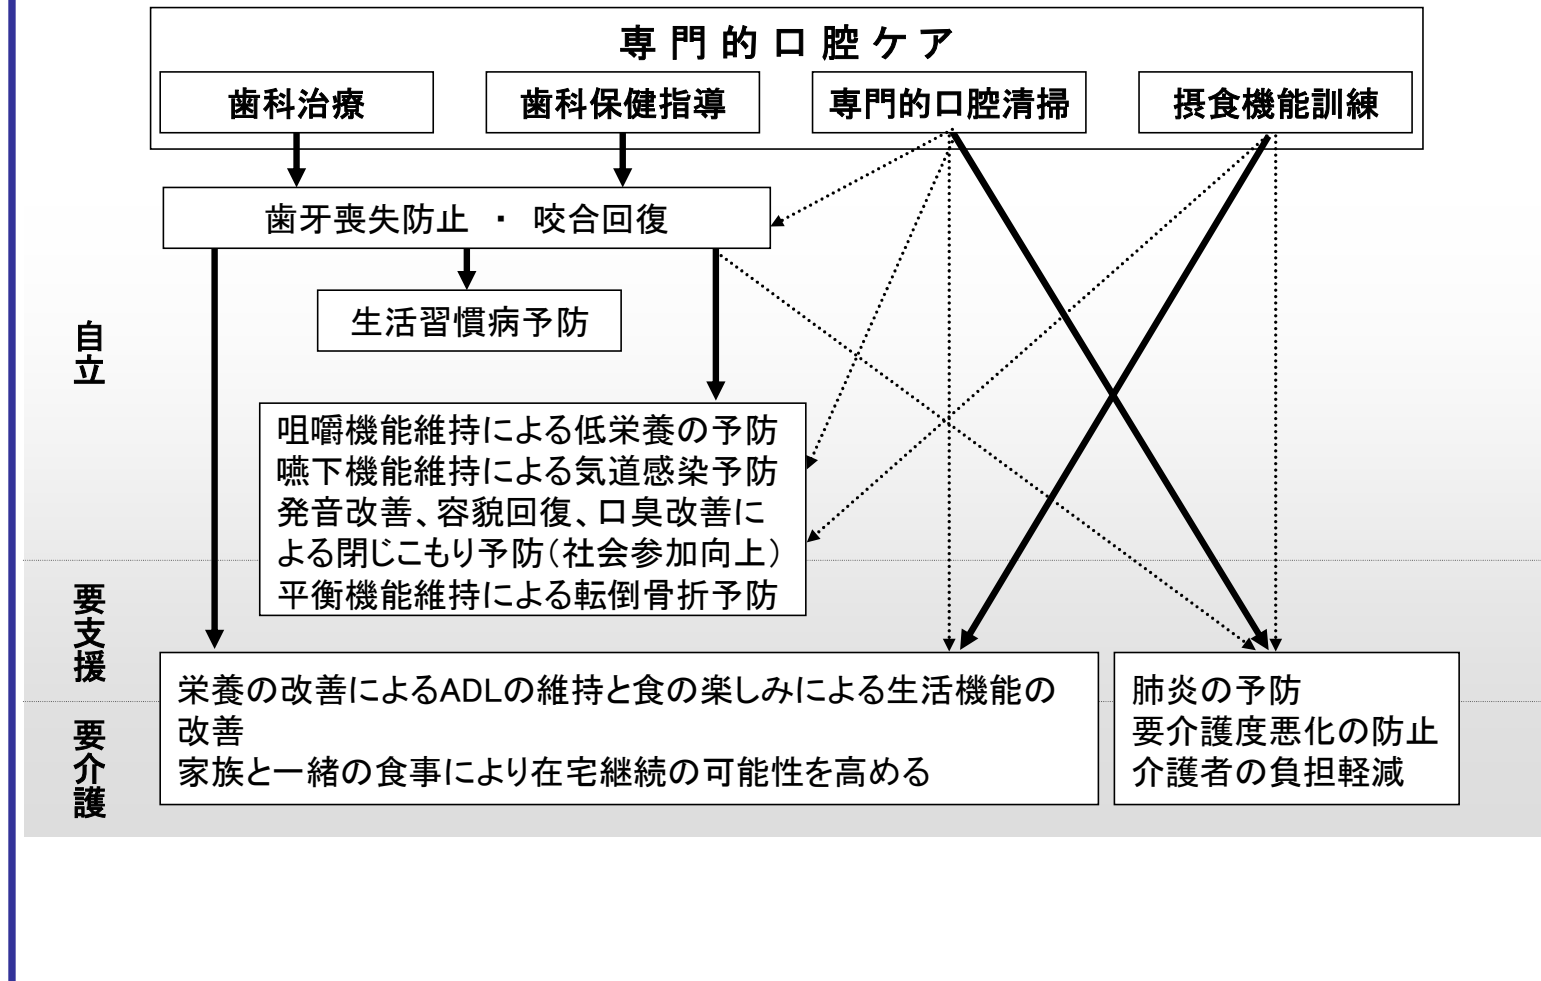 専門的口腔ケア
歯科治療
歯科保健指導
専門的口腔清掃
摂食機能訓練
歯牙喪失防止 ・ 咬合回復
生活習慣病予防
自立
咀嚼機能維持による低栄養の予防
嚥下機能維持による気道感染予防
発音改善、容貌回復、口臭改善に
よる閉じこもり予防(社会参加向上)
平衡機能維持による転倒骨折予防
要支援
栄養の改善によるADLの維持と食の楽しみによる生活機能の
改善
家族と一緒の食事により在宅継続の可能性を高める
肺炎の予防
要介護度悪化の防止
介護者の負担軽減
要介護